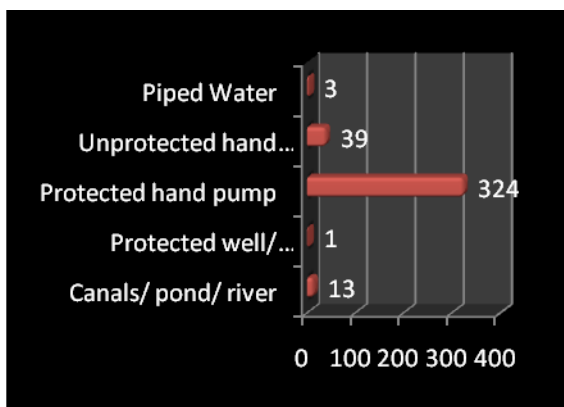 Piped Water 3
Unprotected hand... 39
Protected hand pump 324
Protected well/... 1
Canals/ pond/ river 13
0 100 200 300 400